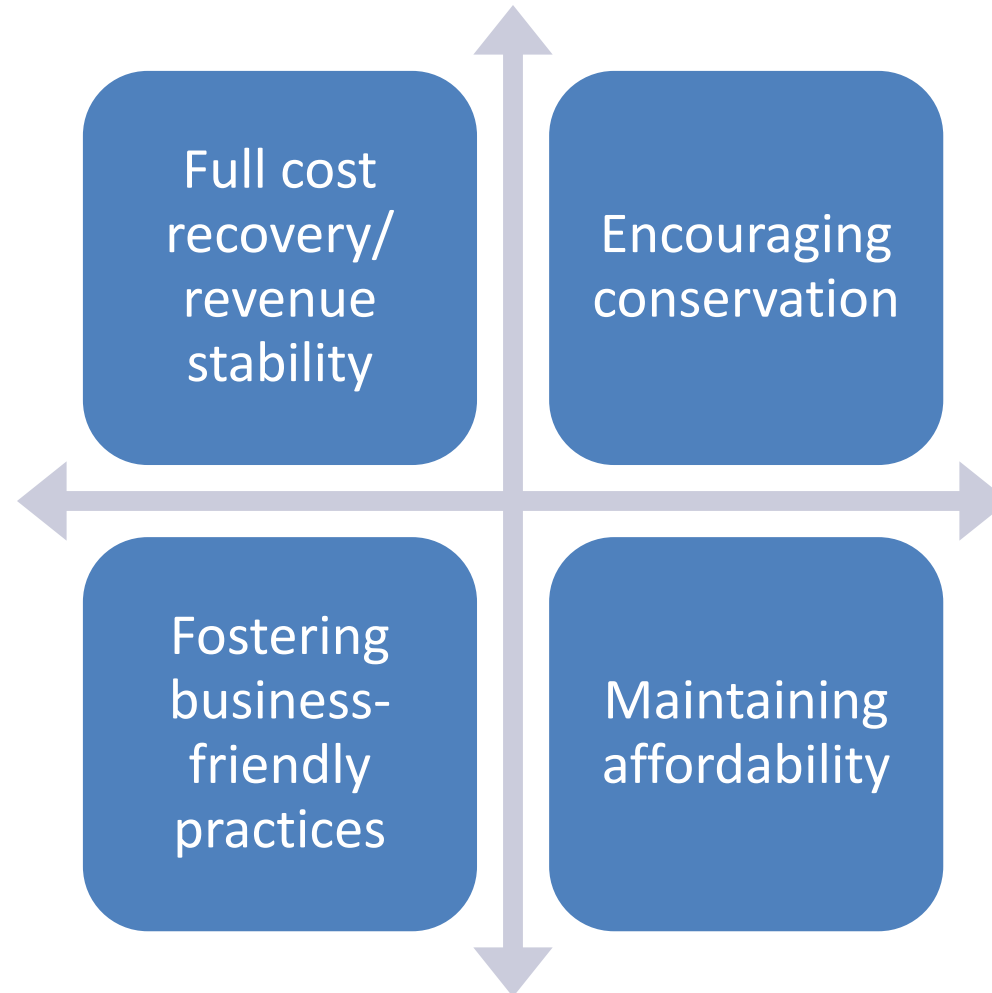 Full cost
recovery/
revenue
stability
Encouraging
conservation
Fostering
business-
friendly
practices
Maintaining
affordability